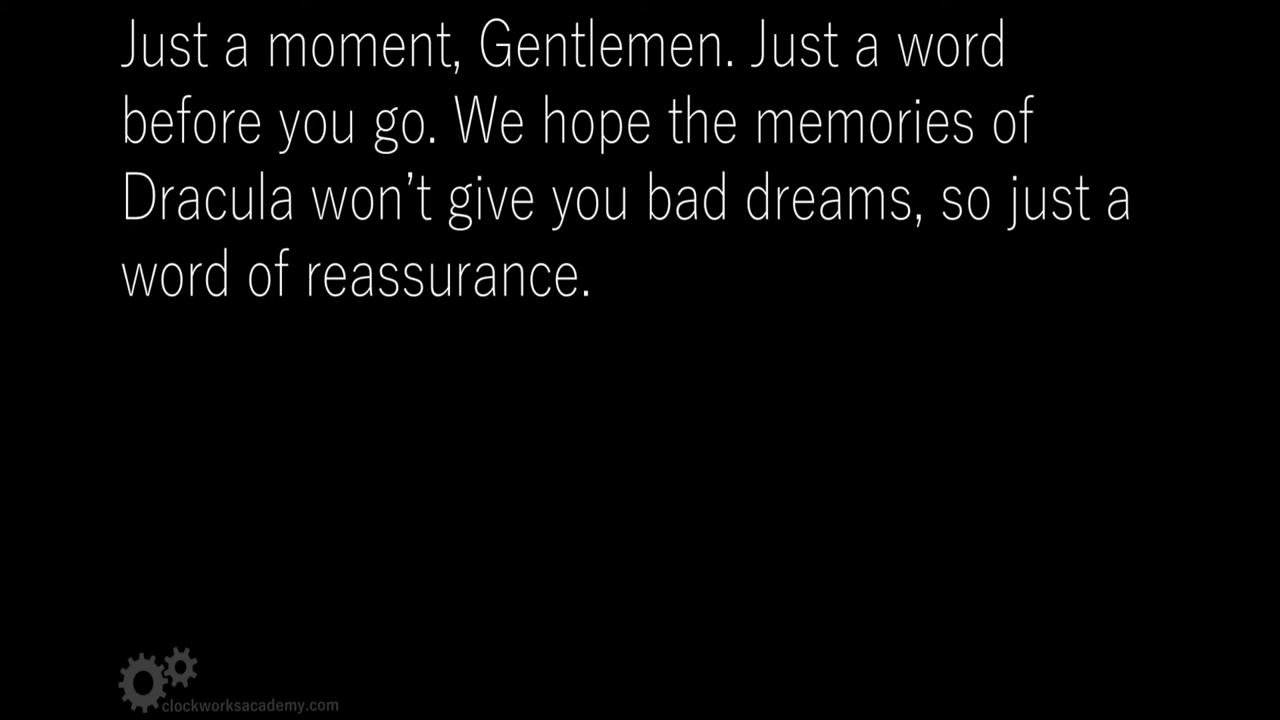 Just a moment, Gentlemen. Just a word
before you go. We hope the memories of
Dracula won’t give you bad dreams, so just a
word of reassurance.
clockworksacademy.com